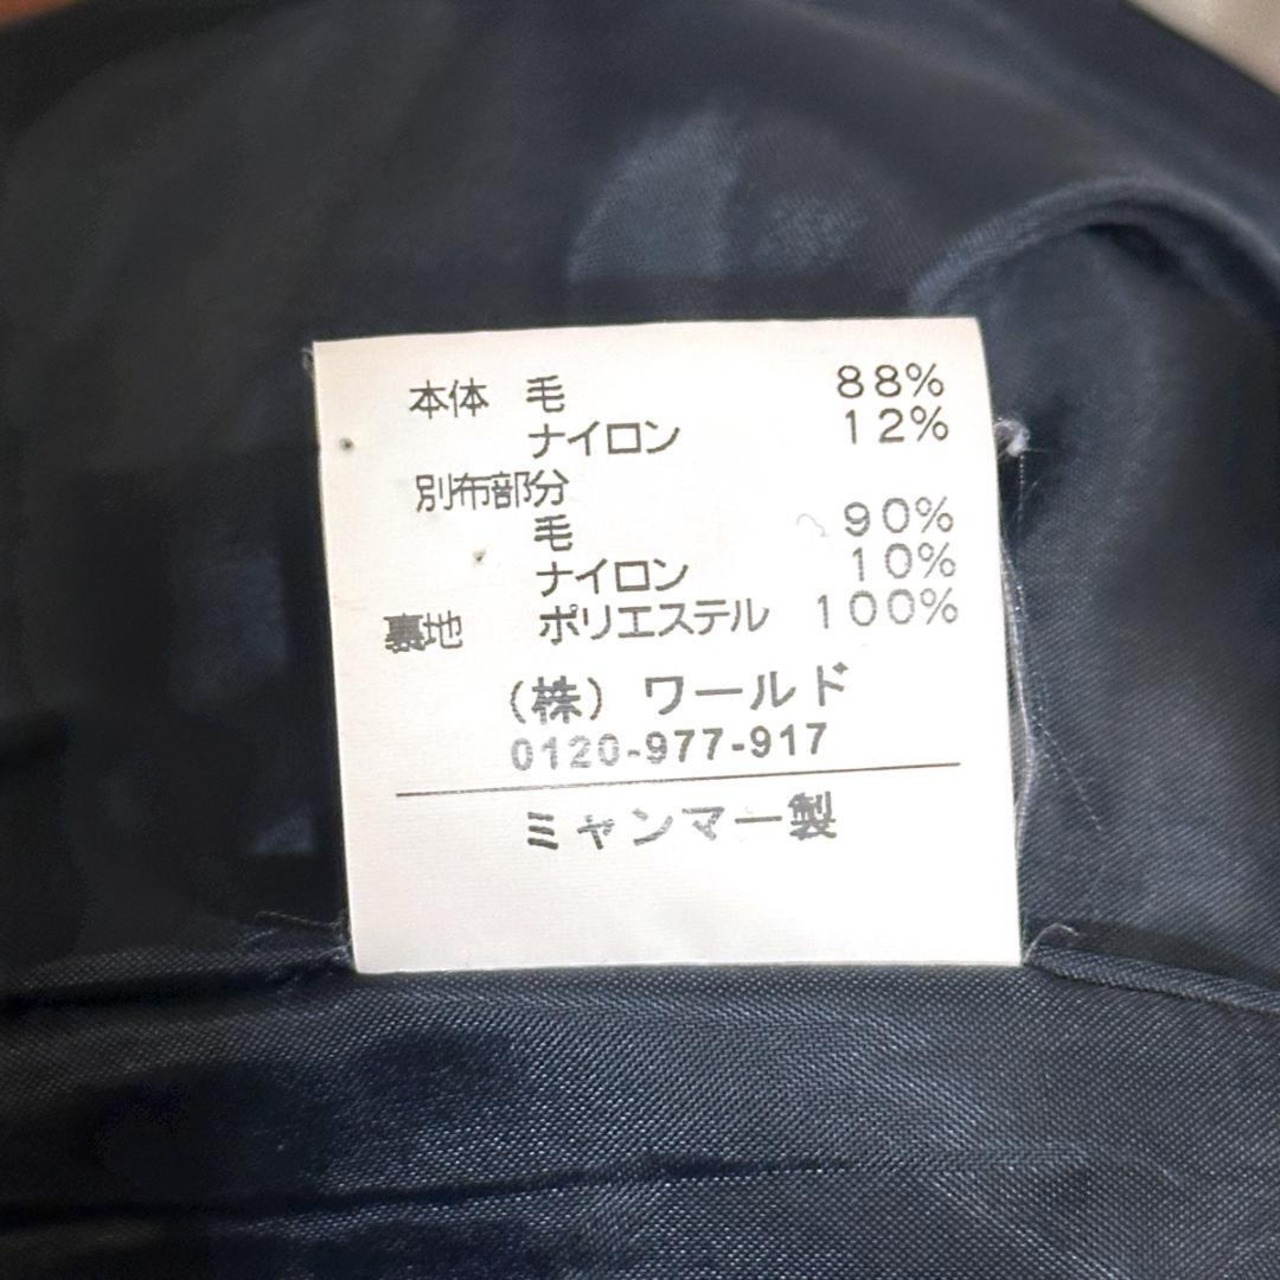 本体 毛 88%
ナイロン 12%
別布部分
毛 90%
ナイロン 10%
裏地 ポリエステル 100%
(株) ワールド
0120-977-917
ミャンマー製